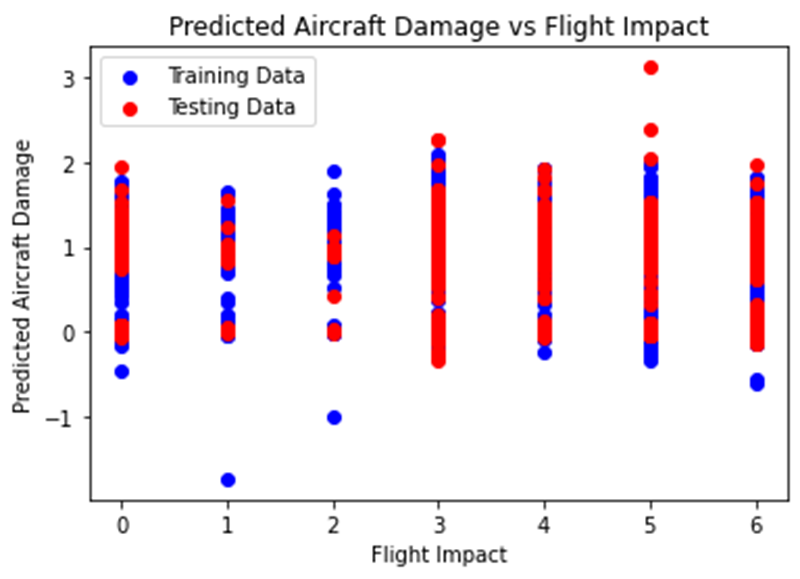 Predicted Aircraft Damage vs Flight Impact
Training Data
Testing Data
Predicted Aircraft Damage
3
2
1
0
−1
0 1 2 3 4 5 6
Flight Impact